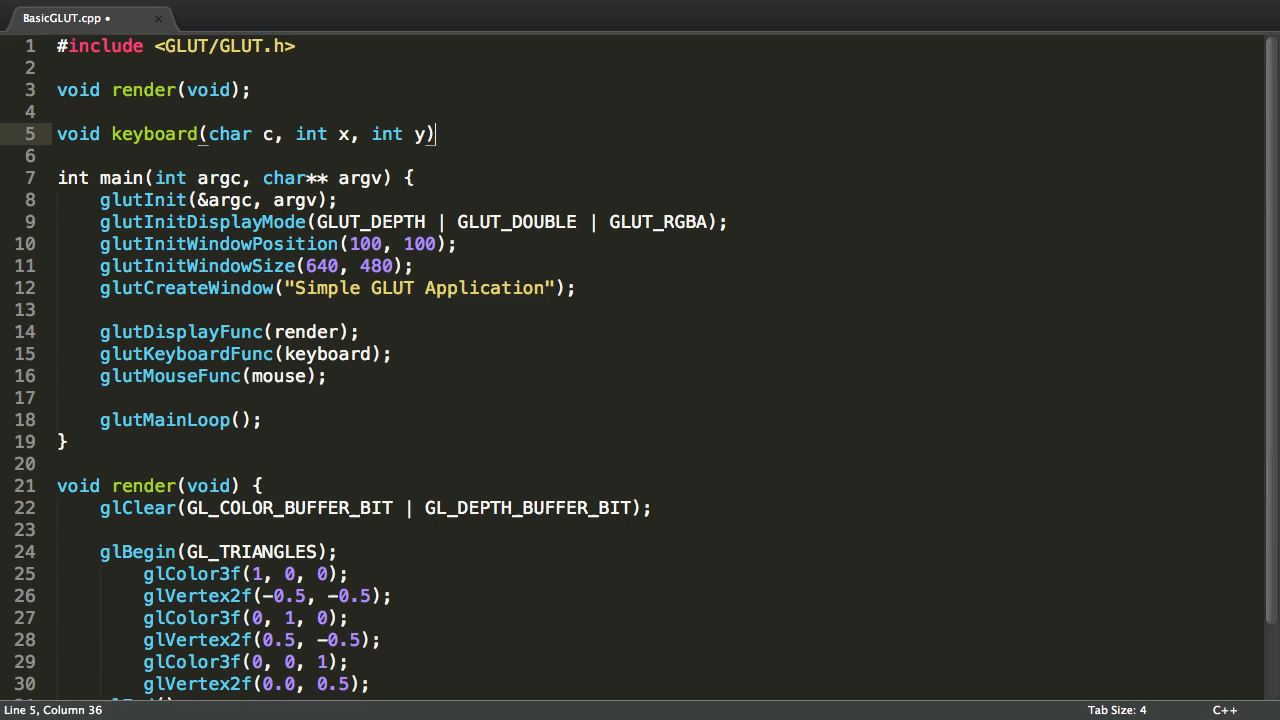 BasicGLUT.cpp •
1 #include <GLUT/GLUT.h>
2
3 void render(void);
4
5 void keyboard(char c, int x, int y)
6
7 int main(int argc, char** argv) {
8 glutInit(&argc, argv);
9 glutInitDisplayMode(GLUT_DEPTH | GLUT_DOUBLE | GLUT_RGBA);
10 glutInitWindowPosition(100, 100);
11 glutInitWindowSize(640, 480);
12 glutCreateWindow("Simple GLUT Application");
13
14 glutDisplayFunc(render);
15 glutKeyboardFunc(keyboard);
16 glutMouseFunc(mouse);
17
18 glutMainLoop();
19 }
20
21 void render(void) {
22 glClear(GL_COLOR_BUFFER_BIT | GL_DEPTH_BUFFER_BIT);
23
24 glBegin(GL_TRIANGLES);
25 glColor3f(1, 0, 0);
26 glVertex2f(-0.5, -0.5);
27 glColor3f(0, 1, 0);
28 glVertex2f(0.5, -0.5);
29 glColor3f(0, 0, 1);
30 glVertex2f(0.0, 0.5);
Line 5, Column 36
Tab Size: 4
C++